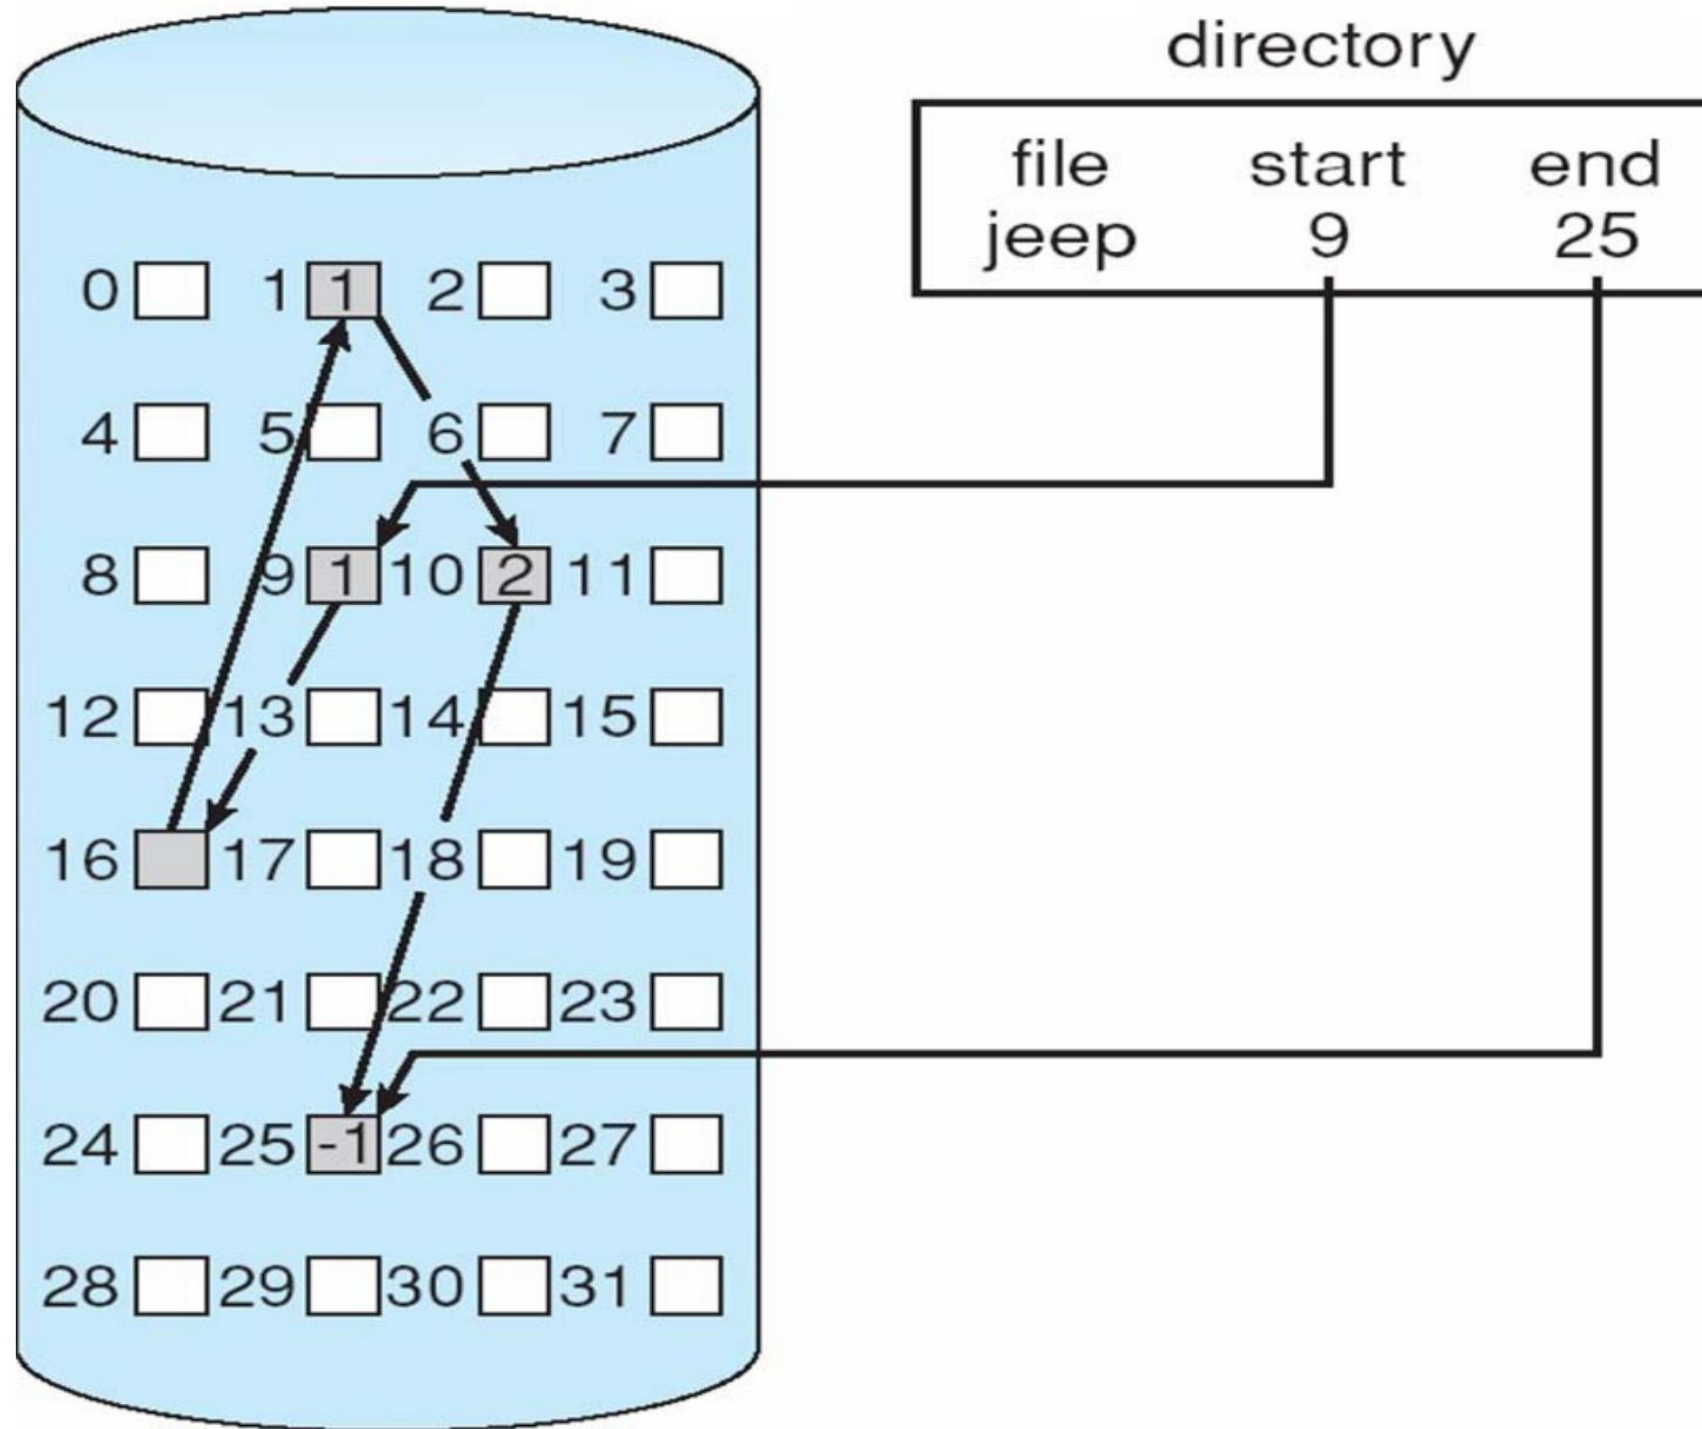 directory
file start end
jeep 9 25
0 1 1 2 3
4 5 6 7
8 9 1 10 2 11
12 13 14 15
16 17 18 19
20 21 22 23
24 25 -1 26 27
28 29 30 31